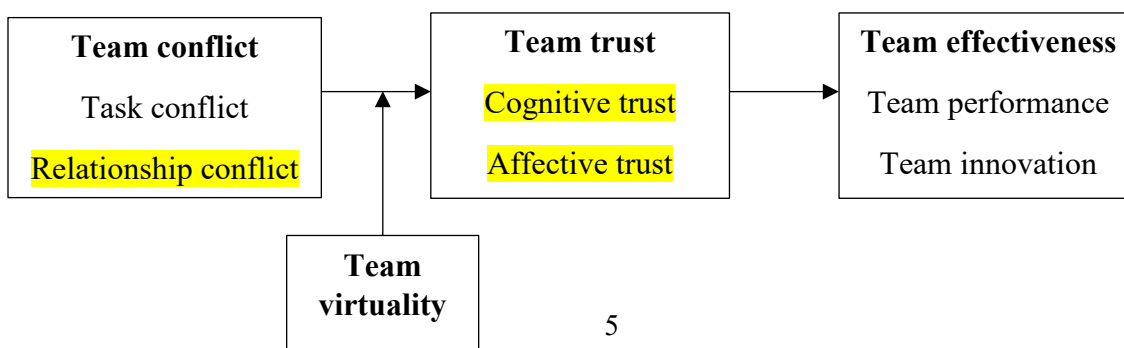 Team conflict
Task conflict
Relationship conflict
Team trust
Cognitive trust
Affective trust
Team effectiveness
Team performance
Team innovation
Team
virtuality
5